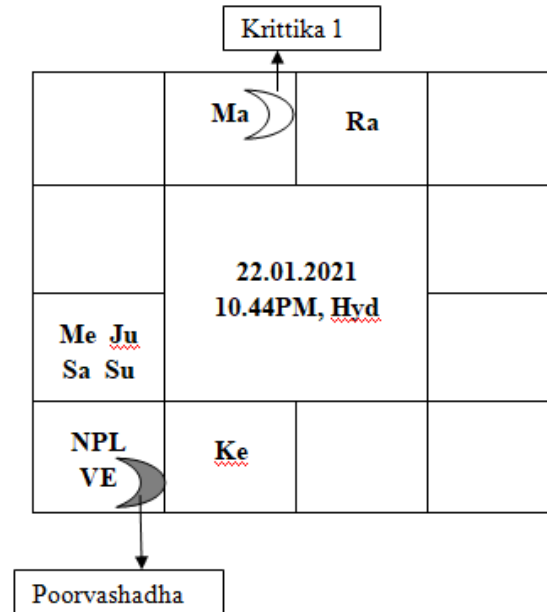 Krittika 1
Ma
Ra
22.01.2021
10.44PM, Hyd
Me Ju
Sa Su
NPL
VE
Ke
Poorvashadha